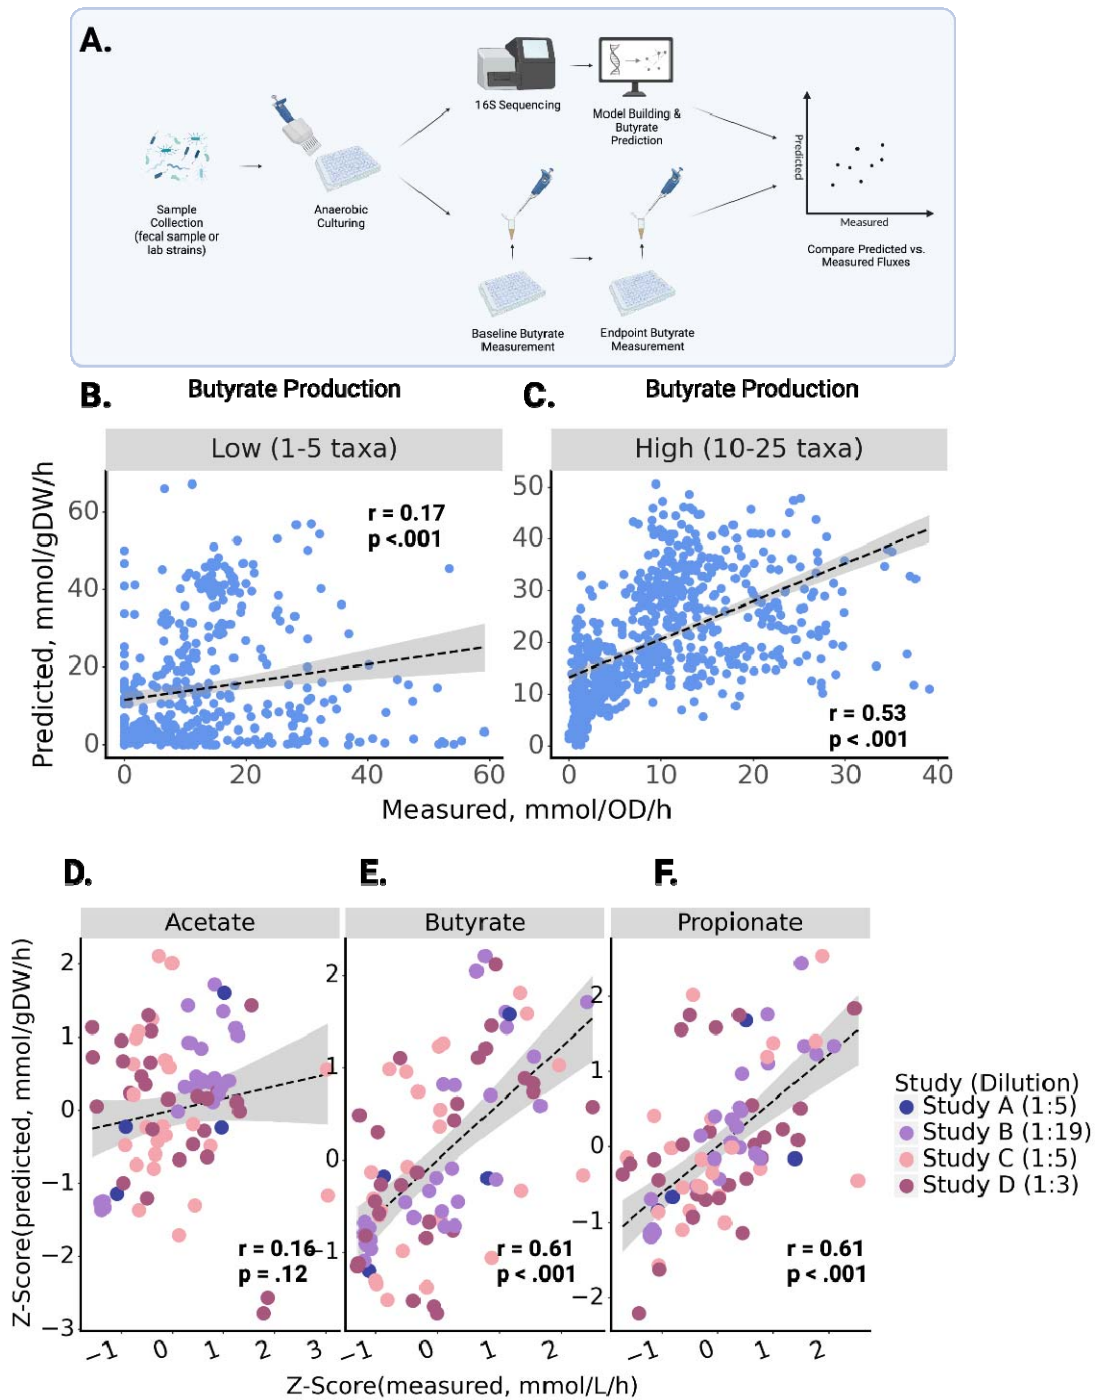 A.
16S Sequencing
Model Building &
Butyrate
Prediction
Sample
Collection
(fecal sample or
lab strains)
Anaerobic
Culturing
Baseline Butyrate
Measurement
Endpoint Butyrate
Measurement
Predicted
Measured
Compare Predicted vs.
Measured Fluxes
B.
Butyrate Production
Low (1-5 taxa)
r = 0.17
p <.001
Predicted, mmol/gDW/h
60
40
20
0
0 20 40 60
C.
Butyrate Production
High (10-25 taxa)
50
40
30
20
10
0
r = 0.53
p < .001
0 10 20 30 40
Measured, mmol/OD/h
D.
Acetate
Z-Score(predicted, mmol/gDW/h)
2
1
0
−1
−2
−3
r = 0.16
p = .12
−1 0 1 2 3
E.
Butyrate
2
1
0
−1
r = 0.61
p < .001
−1 0 1 2
F.
Propionate
2
1
0
−1
−2
r = 0.61
p < .001
−1 0 1 2
Z-Score(measured, mmol/L/h)
Study (Dilution)
Study A (1:5)
Study B (1:19)
Study C (1:5)
Study D (1:3)